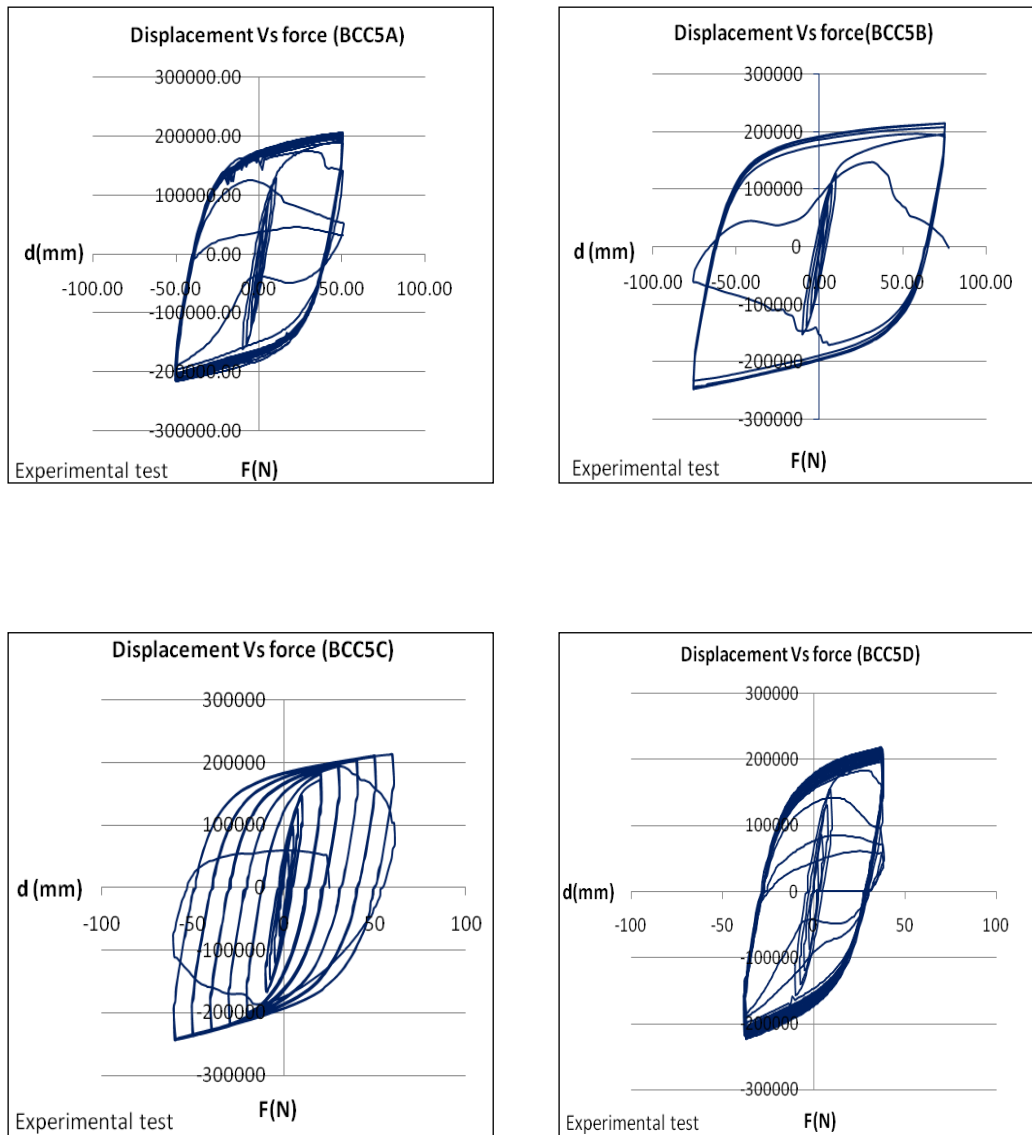 Displacement Vs force (BCC5A)
300000.00
200000.00
100000.00
0.00
d(mm)
-100.00 -50.00 0.00 50.00 100.00
-100000.00
-200000.00
-300000.00
Experimental test F(N)
Displacement Vs force(BCC5B)
300000
200000
100000
0
d (mm)
-100.00 -50.00 0.00 50.00 100.00
-100000
-200000
-300000
Experimental test F(N)
Displacement Vs force (BCC5C)
300000
200000
100000
0
d (mm)
-100 -50 0 50 100
-100000
-200000
-300000
Experimental test F(N)
Displacement Vs force (BCC5D)
300000
200000
100000
0
d(mm)
-100 -50 0 50 100
-100000
-200000
-300000
Experimental test F(N)